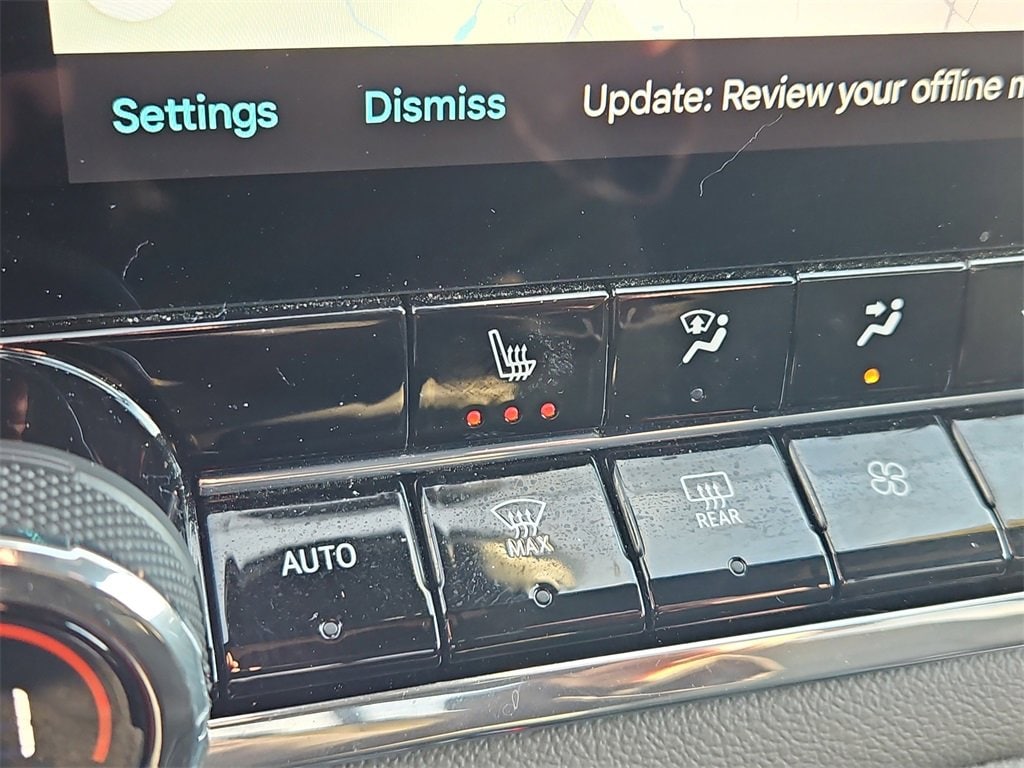 Settings Dismiss Update: Review your offline
AUTO
MAX
REAR